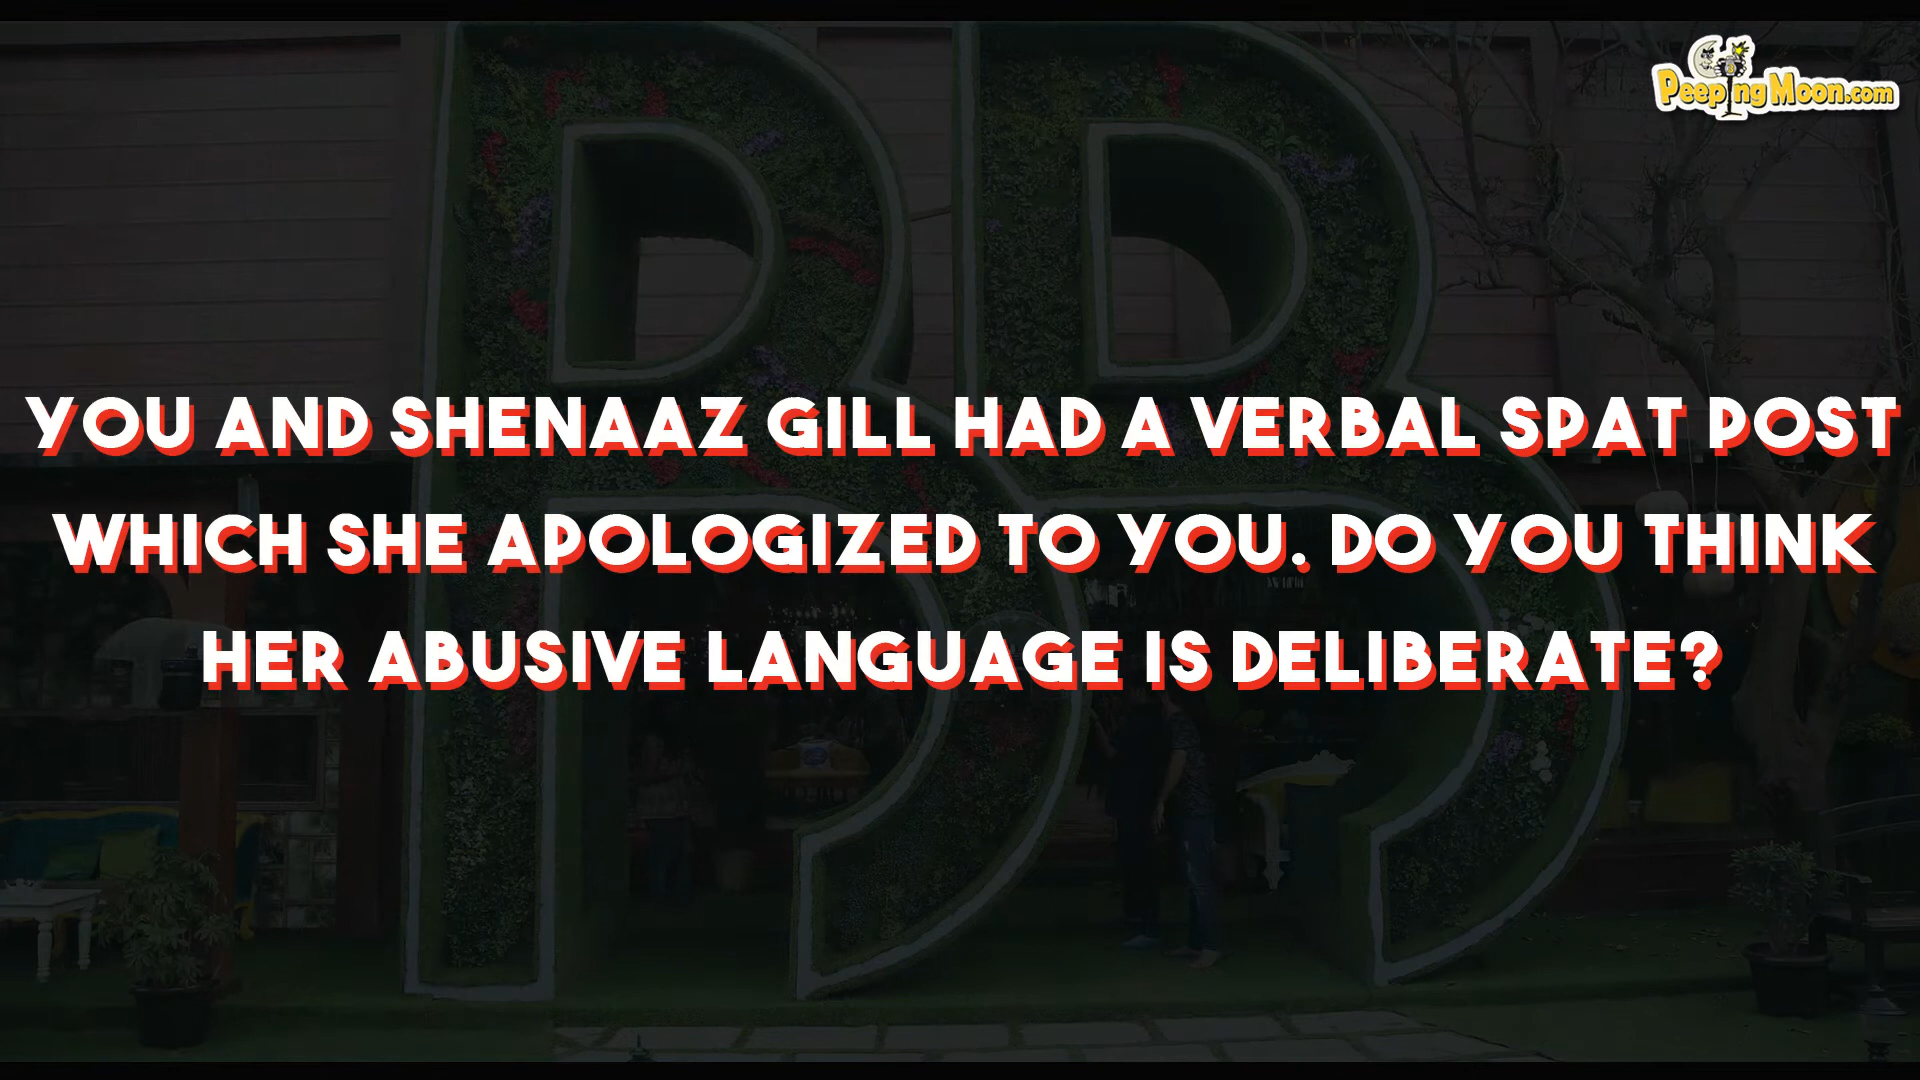 PeepingMoon.com
YOU AND SHENAAZ GILL HAD A VERBAL SPAT POST
WHICH SHE APOLOGIZED TO YOU. DO YOU THINK
HER ABUSIVE LANGUAGE IS DELIBERATE?